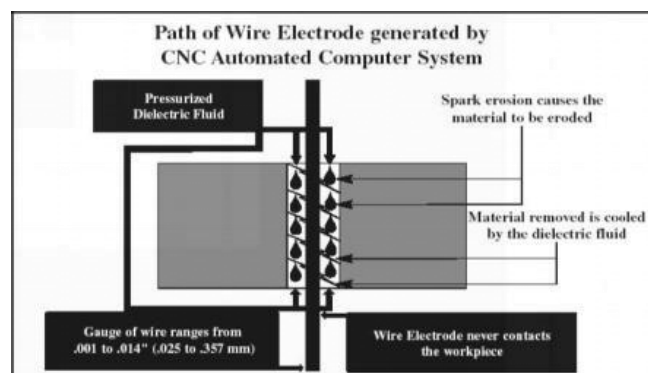 Path of Wire Electrode generated by
CNC Automated Computer System
Pressurized
Dielectric Fluid
Spark erosion causes the
material to be eroded
Material removed is cooled
by the dielectric fluid
Gauge of wire ranges from
.001 to .014" (.025 to .357 mm)
Wire Electrode never contacts
the workpiece